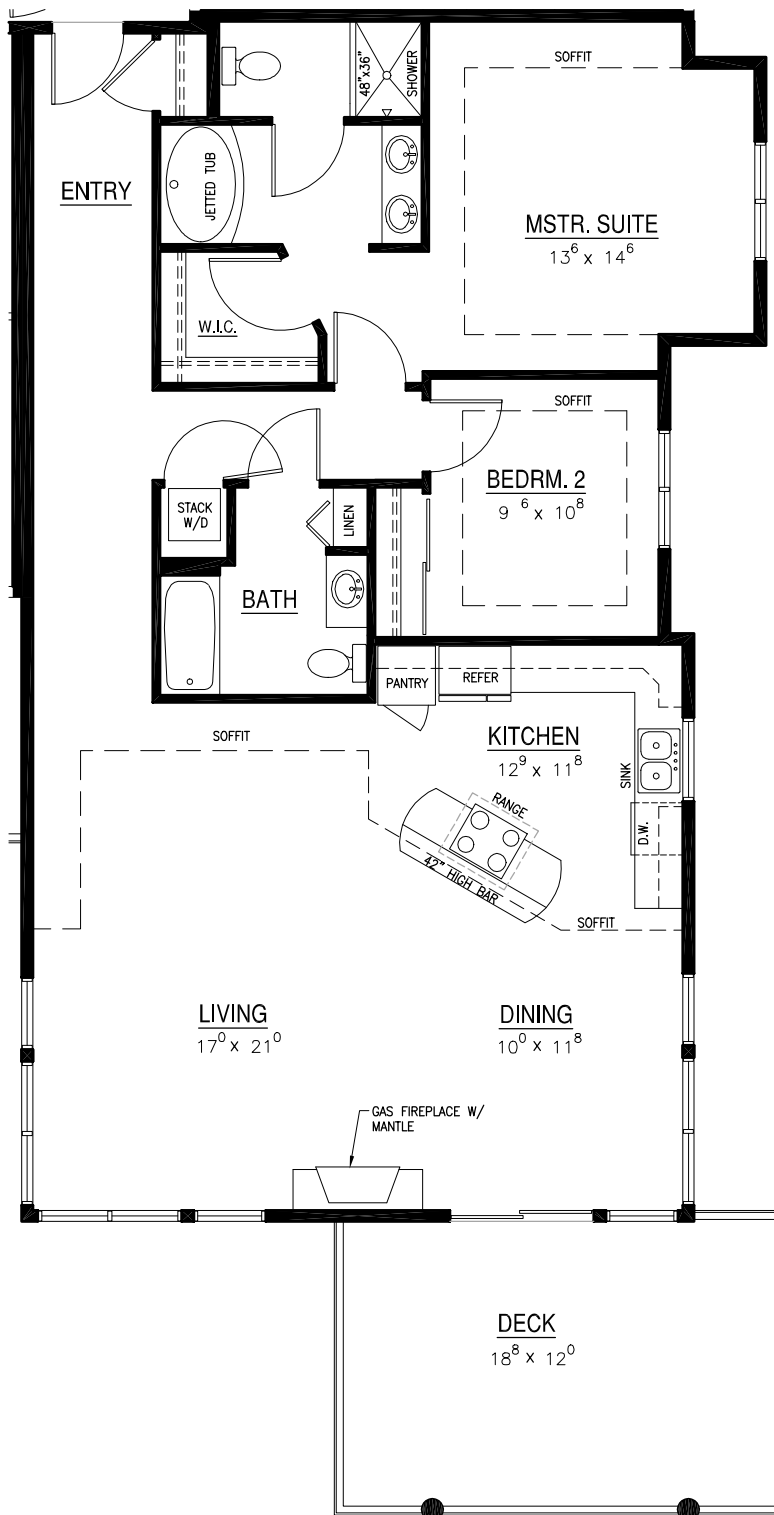 SOFFIT
48"x36"
SHOWER
ENTRY
JETTED TUB
MSTR. SUITE
13⁶ x 14⁶
W.I.C.
SOFFIT
BEDRM. 2
9 ⁶ x 10⁸
STACK
W/D
LINEN
BATH
PANTRY
REFER
SOFFIT
KITCHEN
12⁹ x 11⁸
SINK
RANGE
D.W.
42" HIGH BAR
SOFFIT
LIVING
17⁰ x 21⁰
DINING
10⁰ x 11⁸
GAS FIREPLACE W/
MANTLE
DECK
18⁸ x 12⁰